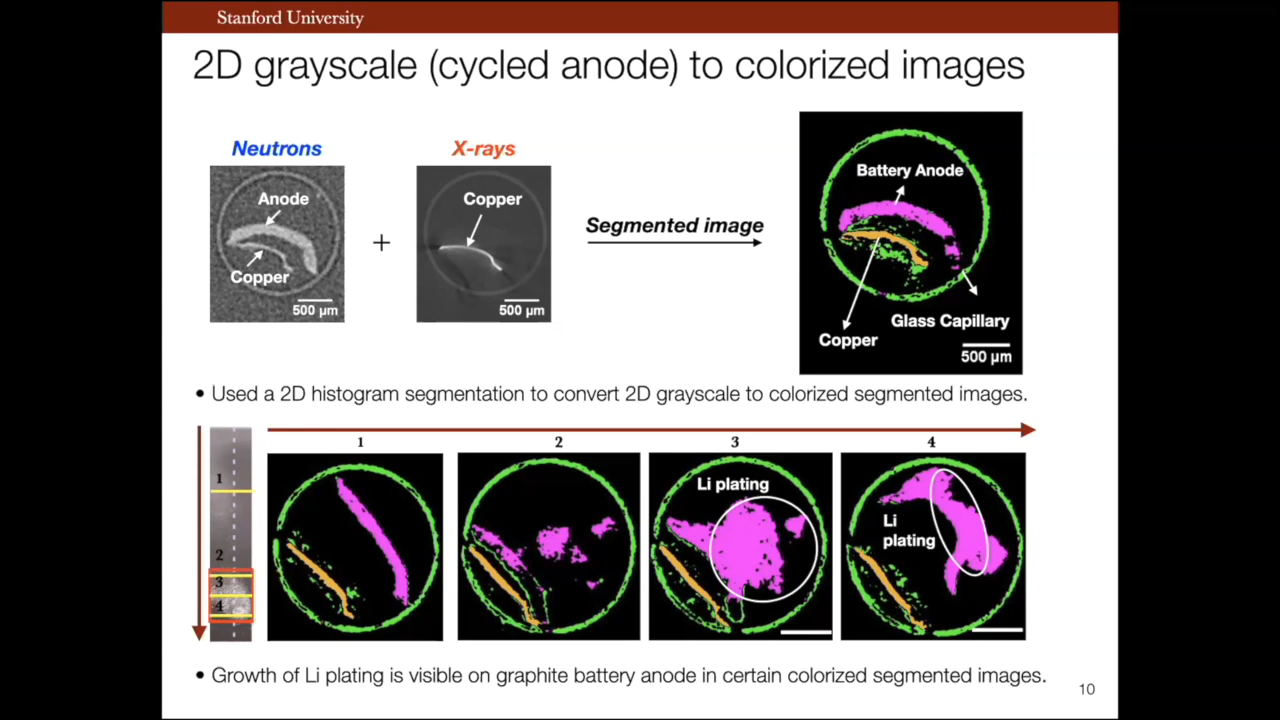 Stanford University
2D grayscale (cycled anode) to colorized images
Neutrons
X-rays
Anode
Copper
500 µm
+
Copper
500 µm
Segmented image
Battery Anode
Glass Capillary
Copper
500 µm
• Used a 2D histogram segmentation to convert 2D grayscale to colorized segmented images.
1
2
3
4
1
2
3
4
Li plating
Li
plating
• Growth of Li plating is visible on graphite battery anode in certain colorized segmented images.
10